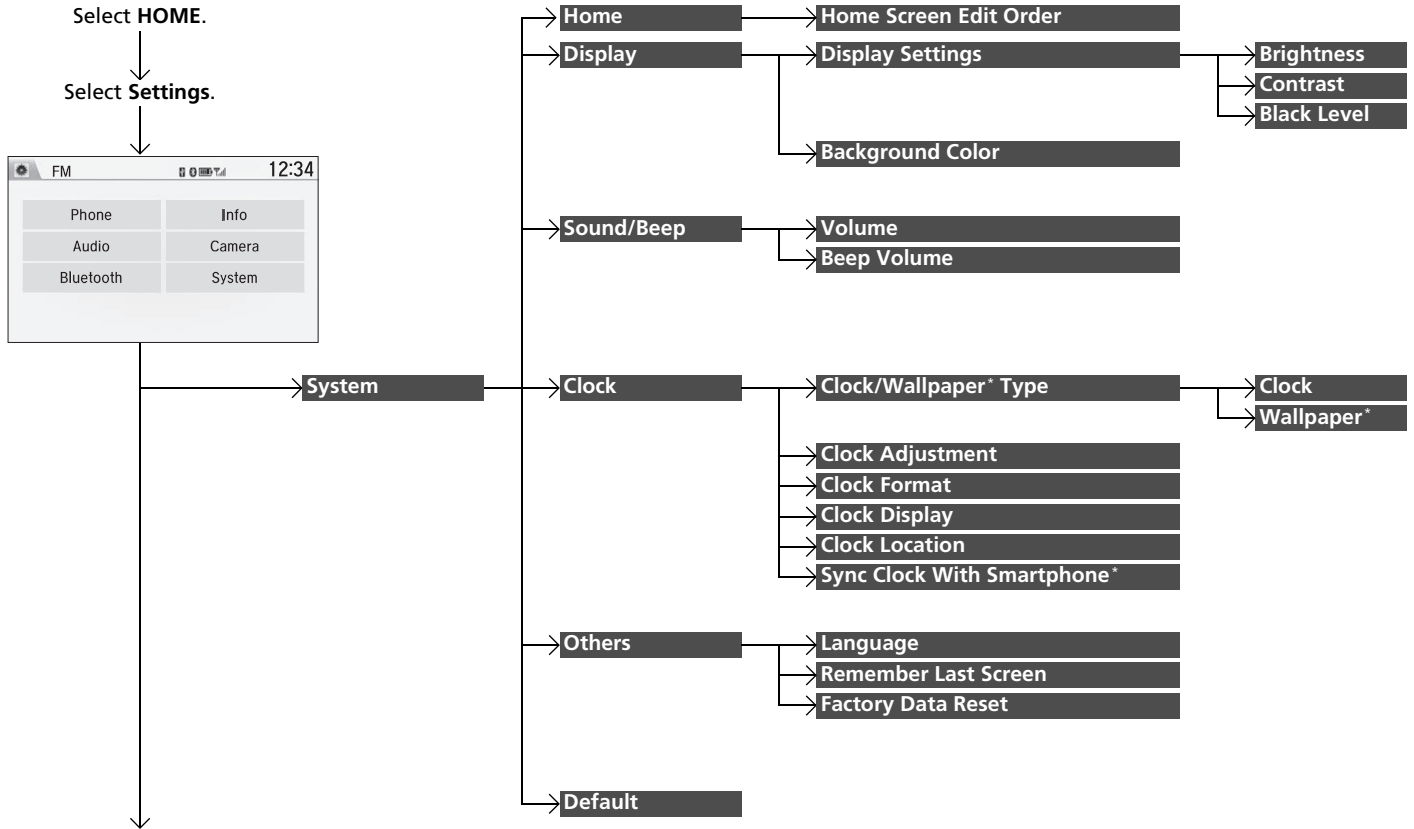 Select HOME.
Select Settings.
FM 12:34
Phone Info
Audio Camera
Bluetooth System
System
Home
Home Screen Edit Order
Display
Display Settings
Brightness
Contrast
Black Level
Background Color
Sound/Beep
Volume
Beep Volume
Clock
Clock/Wallpaper* Type
Clock
Wallpaper*
Clock Adjustment
Clock Format
Clock Display
Clock Location
Sync Clock With Smartphone*
Others
Language
Remember Last Screen
Factory Data Reset
Default